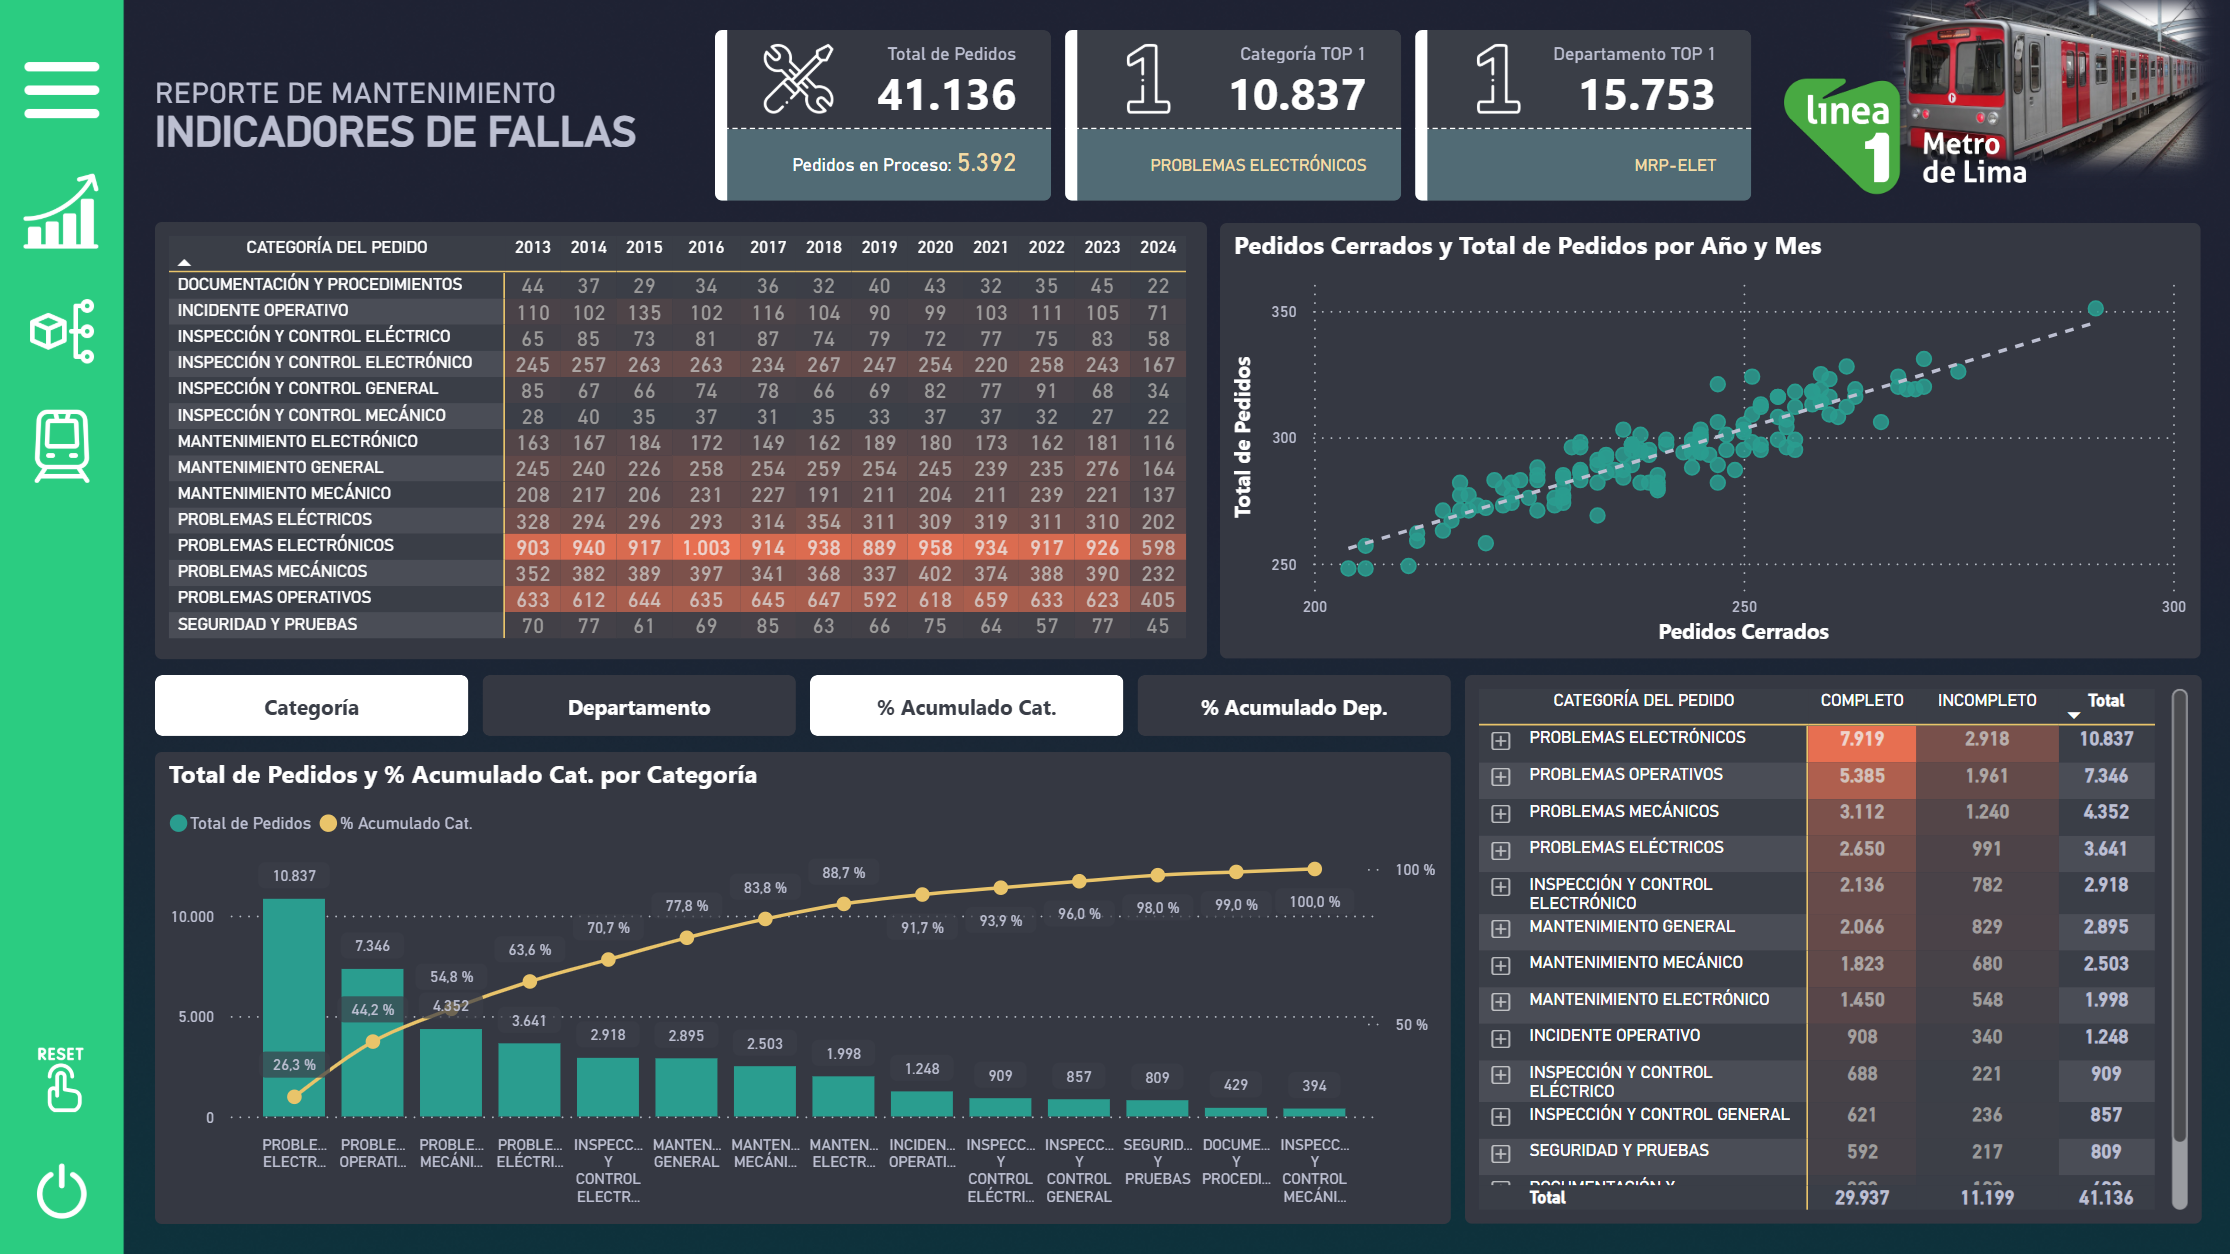 REPORTE DE MANTENIMIENTO
INDICADORES DE FALLAS
Total de Pedidos
41.136
Pedidos en Proceso: 5.392
1
Categoría TOP 1
10.837
PROBLEMAS ELECTRÓNICOS
1
Departamento TOP 1
15.753
MRP-ELET
línea
1
Metro
de Lima
CATEGORÍA DEL PEDIDO 2013 2014 2015 2016 2017 2018 2019 2020 2021 2022 2023 2024
DOCUMENTACIÓN Y PROCEDIMIENTOS 44 37 29 34 36 32 40 43 32 35 45 22
INCIDENTE OPERATIVO 110 102 135 102 116 104 90 99 103 111 105 71
INSPECCIÓN Y CONTROL ELÉCTRICO 65 85 73 81 87 74 79 72 77 75 83 58
INSPECCIÓN Y CONTROL ELECTRÓNICO 245 257 263 263 234 267 247 254 220 258 243 167
INSPECCIÓN Y CONTROL GENERAL 85 67 66 74 78 66 69 82 77 91 68 34
INSPECCIÓN Y CONTROL MECÁNICO 28 40 35 37 31 35 33 37 37 32 27 22
MANTENIMIENTO ELECTRÓNICO 163 167 184 172 149 162 189 180 173 162 181 116
MANTENIMIENTO GENERAL 245 240 226 258 254 259 254 245 239 235 276 164
MANTENIMIENTO MECÁNICO 208 217 206 231 227 191 211 204 211 239 221 137
PROBLEMAS ELÉCTRICOS 328 294 296 293 314 354 311 309 319 311 310 202
PROBLEMAS ELECTRÓNICOS 903 940 917 1.003 914 938 889 958 934 917 926 598
PROBLEMAS MECÁNICOS 352 382 389 397 341 368 337 402 374 388 390 232
PROBLEMAS OPERATIVOS 633 612 644 635 645 647 592 618 659 633 623 405
SEGURIDAD Y PRUEBAS 70 77 61 69 85 63 66 75 64 57 77 45
Pedidos Cerrados y Total de Pedidos por Año y Mes
Total de Pedidos
350
300
250
200 250 300
Pedidos Cerrados
Categoría
Departamento
% Acumulado Cat.
% Acumulado Dep.
Total de Pedidos y % Acumulado Cat. por Categoría
Total de Pedidos % Acumulado Cat.
10.000
5.000
0
100 %
50 %
10.837 7.346 4.352 3.641 2.918 2.895 2.503 1.998 1.248 909 857 809 429 394
26,3 % 44,2 % 54,8 % 63,6 % 70,7 % 77,8 % 83,8 % 88,7 % 91,7 % 93,9 % 96,0 % 98,0 % 99,0 % 100,0 %
PROBLE... PROBLE... PROBLE... PROBLE... INSPECC... MANTEN... MANTEN... MANTEN... INCIDEN... INSPECC... INSPECC... SEGURID... DOCUME... INSPECC...
ELECTR... OPERATI... MECÁNI... ELÉCTRI... Y GENERAL MECÁNI... ELECTR... OPERATI... Y Y Y Y Y
CONTROL CONTROL CONTROL PRUEBAS PROCEDI... CONTROL
ELECTR... ELÉCTRI... GENERAL MECÁNI...
CATEGORÍA DEL PEDIDO COMPLETO INCOMPLETO Total
PROBLEMAS ELECTRÓNICOS 7.919 2.918 10.837
PROBLEMAS OPERATIVOS 5.385 1.961 7.346
PROBLEMAS MECÁNICOS 3.112 1.240 4.352
PROBLEMAS ELÉCTRICOS 2.650 991 3.641
INSPECCIÓN Y CONTROL
ELECTRÓNICO 2.136 782 2.918
MANTENIMIENTO GENERAL 2.066 829 2.895
MANTENIMIENTO MECÁNICO 1.823 680 2.503
MANTENIMIENTO ELECTRÓNICO 1.450 548 1.998
INCIDENTE OPERATIVO 908 340 1.248
INSPECCIÓN Y CONTROL
ELÉCTRICO 688 221 909
INSPECCIÓN Y CONTROL GENERAL 621 236 857
SEGURIDAD Y PRUEBAS 592 217 809
Total 29.937 11.199 41.136
RESET